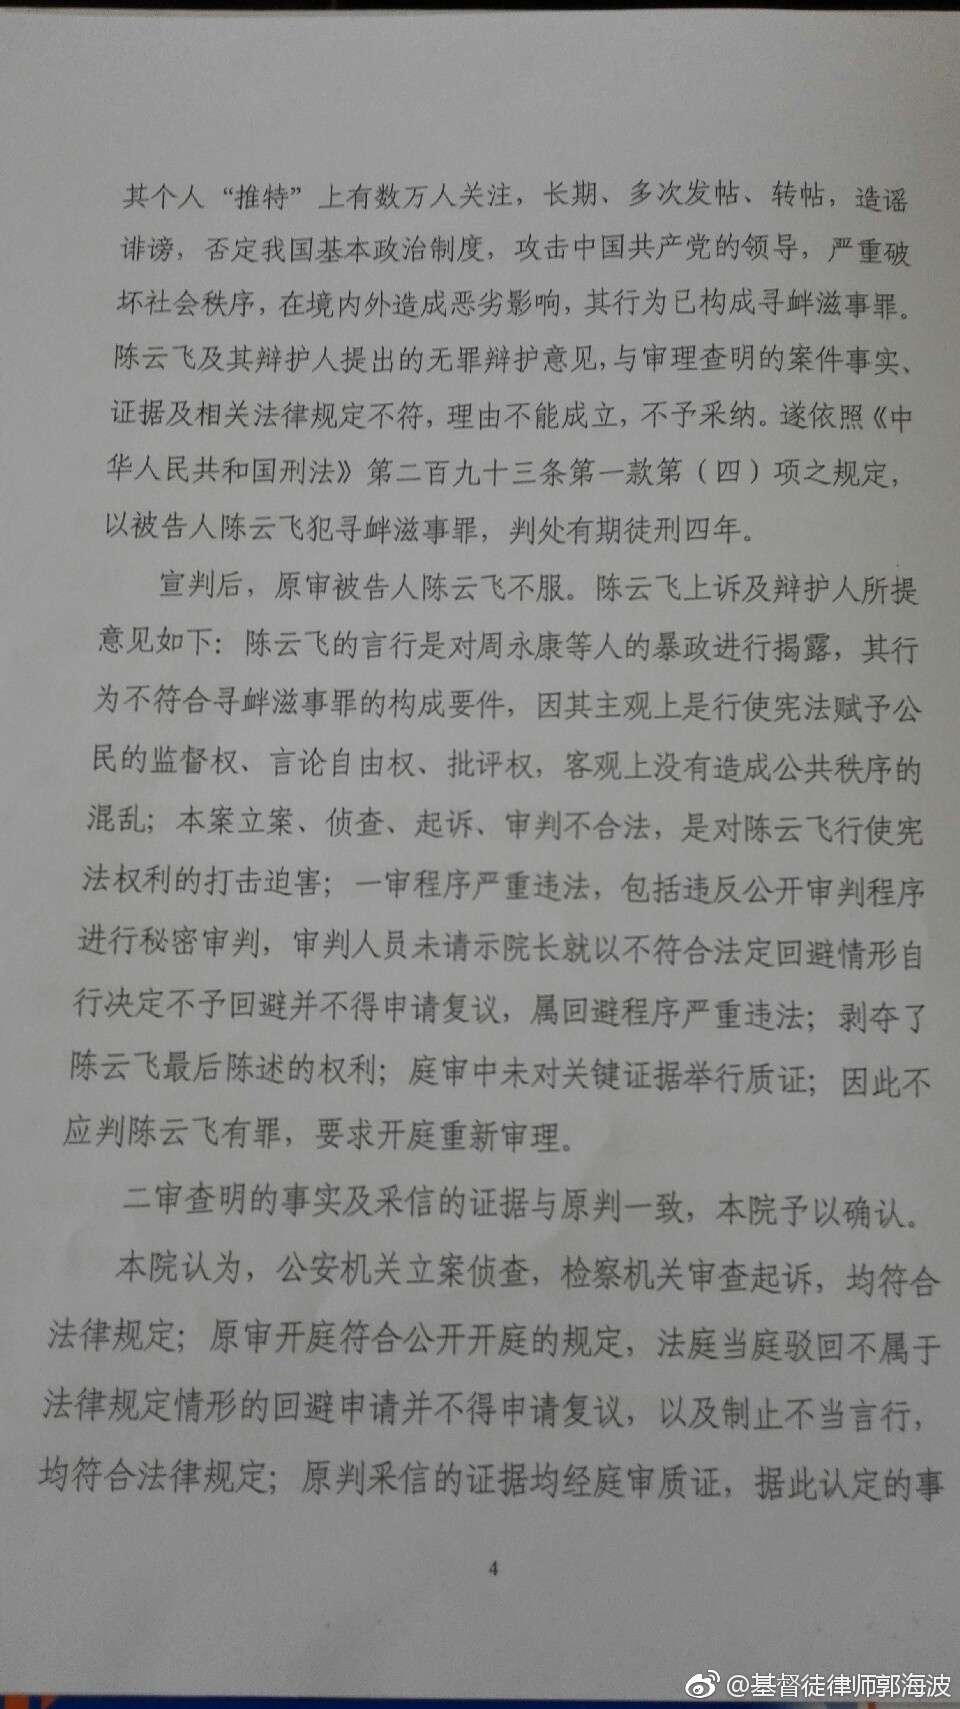 其个人“推特”上有数万人关注，长期、多次发帖、转帖，造谣
诽谤，否定我国基本政治制度，攻击中国共产党的领导，严重破
坏社会秩序，在境内外造成恶劣影响，其行为已构成寻衅滋事罪。
陈云飞及其辩护人提出的无罪辩护意见，与审理查明的案件事实、
证据及相关法律规定不符，理由不能成立，不予采纳。遂依照《中
华人民共和国刑法》第二百九十三条第一款第（四）项之规定，
以被告人陈云飞犯寻衅滋事罪，判处有期徒刑四年。
宣判后，原审被告人陈云飞不服。陈云飞上诉及辩护人所提
意见如下：陈云飞的言行是对周永康等人的暴政进行揭露，其行
为不符合寻衅滋事罪的构成要件，因其主观上是行使宪法赋予公
民的监督权、言论自由权、批评权，客观上没有造成公共秩序的
混乱；本案立案、侦查、起诉、审判不合法，是对陈云飞行使宪
法权利的打击迫害；一审程序严重违法，包括违反公开审判程序
进行秘密审判，审判人员未请示院长就以不符合法定回避情形自
行决定不予回避并不得申请复议，属回避程序严重违法；剥夺了
陈云飞最后陈述的权利；庭审中未对关键证据举行质证；因此不
应判陈云飞有罪，要求开庭重新审理。
二审查明的事实及采信的证据与原判一致，本院予以确认。
本院认为，公安机关立案侦查，检察机关审查起诉，均符合
法律规定；原审开庭符合公开开庭的规定，法庭当庭驳回不属于
法律规定情形的回避申请并不得申请复议，以及制止不当言行，
均符合法律规定；原判采信的证据均经庭审质证，据此认定的事
4
@基督徒律师郭海波